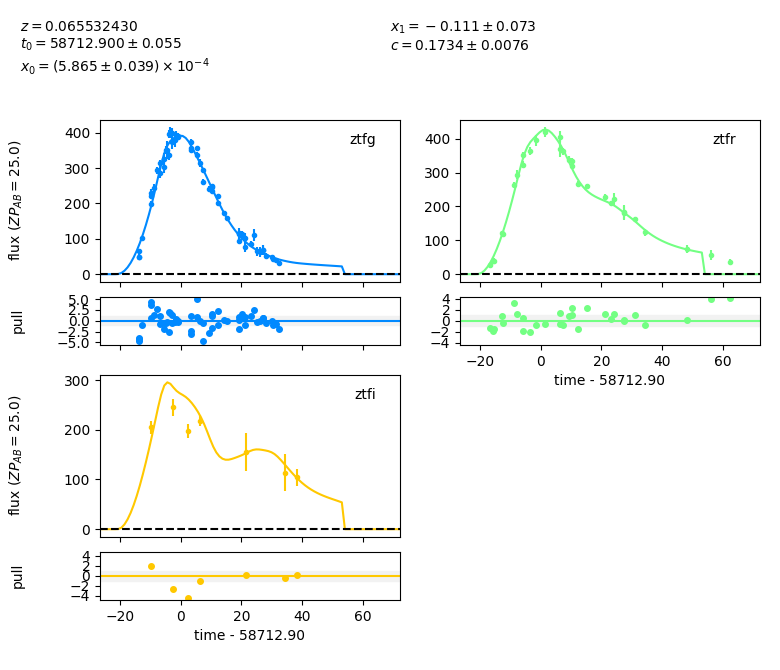 z = 0.065532430
t₀ = 58712.900 ± 0.055
x₀ = (5.865 ± 0.039) × 10⁻⁴
x₁ = −0.111 ± 0.073
c = 0.1734 ± 0.0076
flux (ZP_AB = 25.0)
400
300
200
100
0
ztfg
400
300
200
100
0
ztfr
pull
5.0
2.5
0.0
−2.5
−5.0
4
2
0
−2
−4
−20 0 20 40 60
time - 58712.90
flux (ZP_AB = 25.0)
300
200
100
0
ztfi
pull
4
2
0
−2
−4
−20 0 20 40 60
time - 58712.90